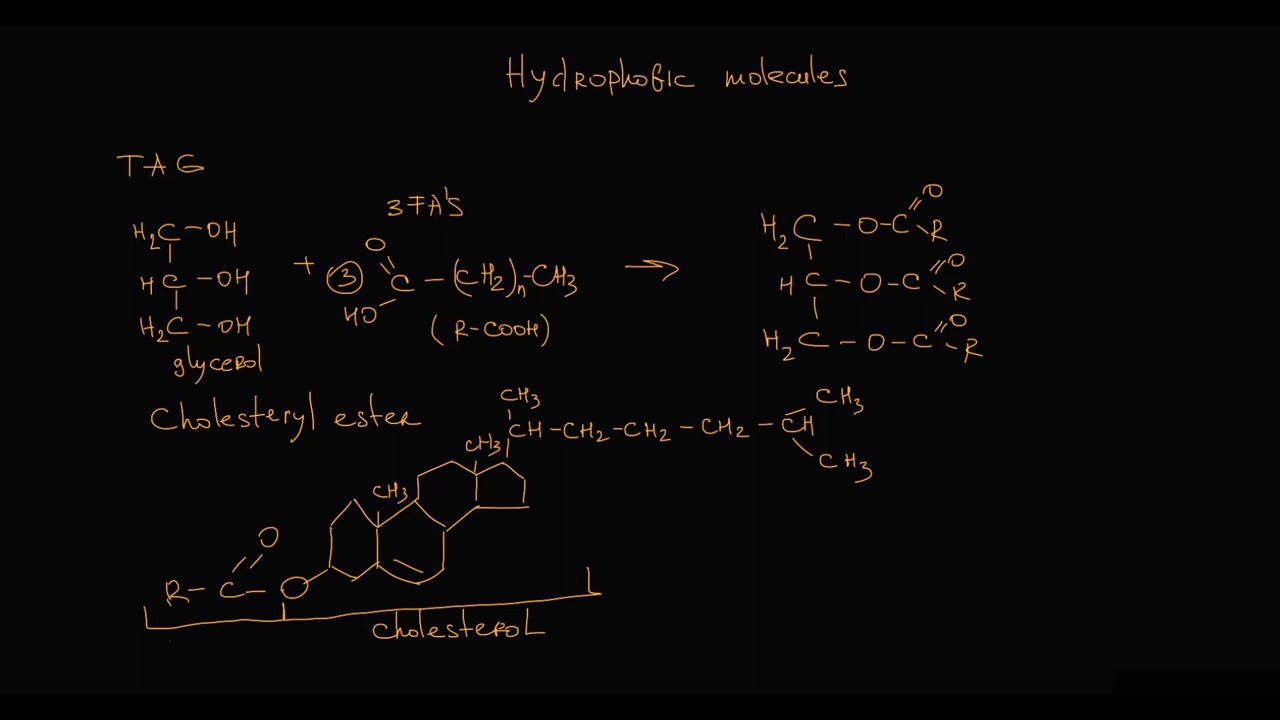 Hydrophobic molecules
TAG
3 FA'S
H2C-OH
HC-OH
H2C-OH
glycerol
+ 3
O
C-(CH2)n-CH3
HO
(R-COOH)
→
O
H2C-O-C
R
O
HC-O-C
R
O
H2C-O-C
R
Cholesteryl ester
CH3
CH-CH2-CH2-CH2-CH
CH3
CH3
CH3
CH3
O
R-C-O
Cholesterol